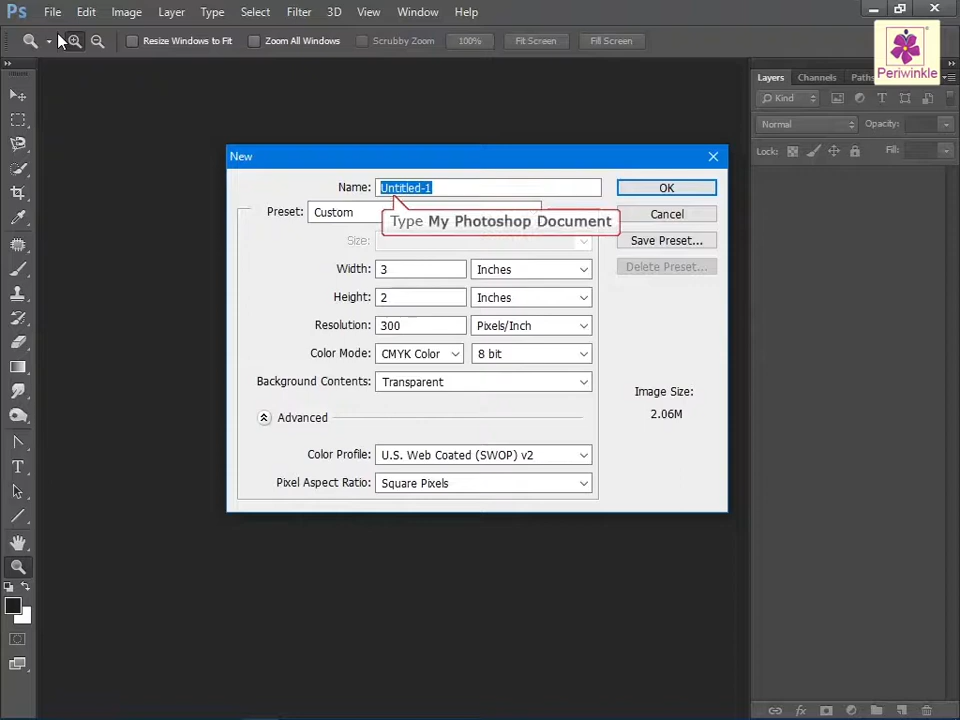 Ps File Edit Image Layer Type Select Filter 3D View Window Help
Resize Windows to Fit Zoom All Windows Scrubby Zoom 100% Fit Screen Fill Screen
Periwinkle
Layers Channels Paths
Kind
Normal Opacity:
Lock: Fill:
New
Name: Untitled-1 OK
Preset: Custom Cancel
Type My Photoshop Document
Size: Save Preset...
Width: 3 Inches Delete Preset...
Height: 2 Inches
Resolution: 300 Pixels/Inch
Color Mode: CMYK Color 8 bit
Background Contents: Transparent
Image Size:
2.06M
Advanced
Color Profile: U.S. Web Coated (SWOP) v2
Pixel Aspect Ratio: Square Pixels
T
fx